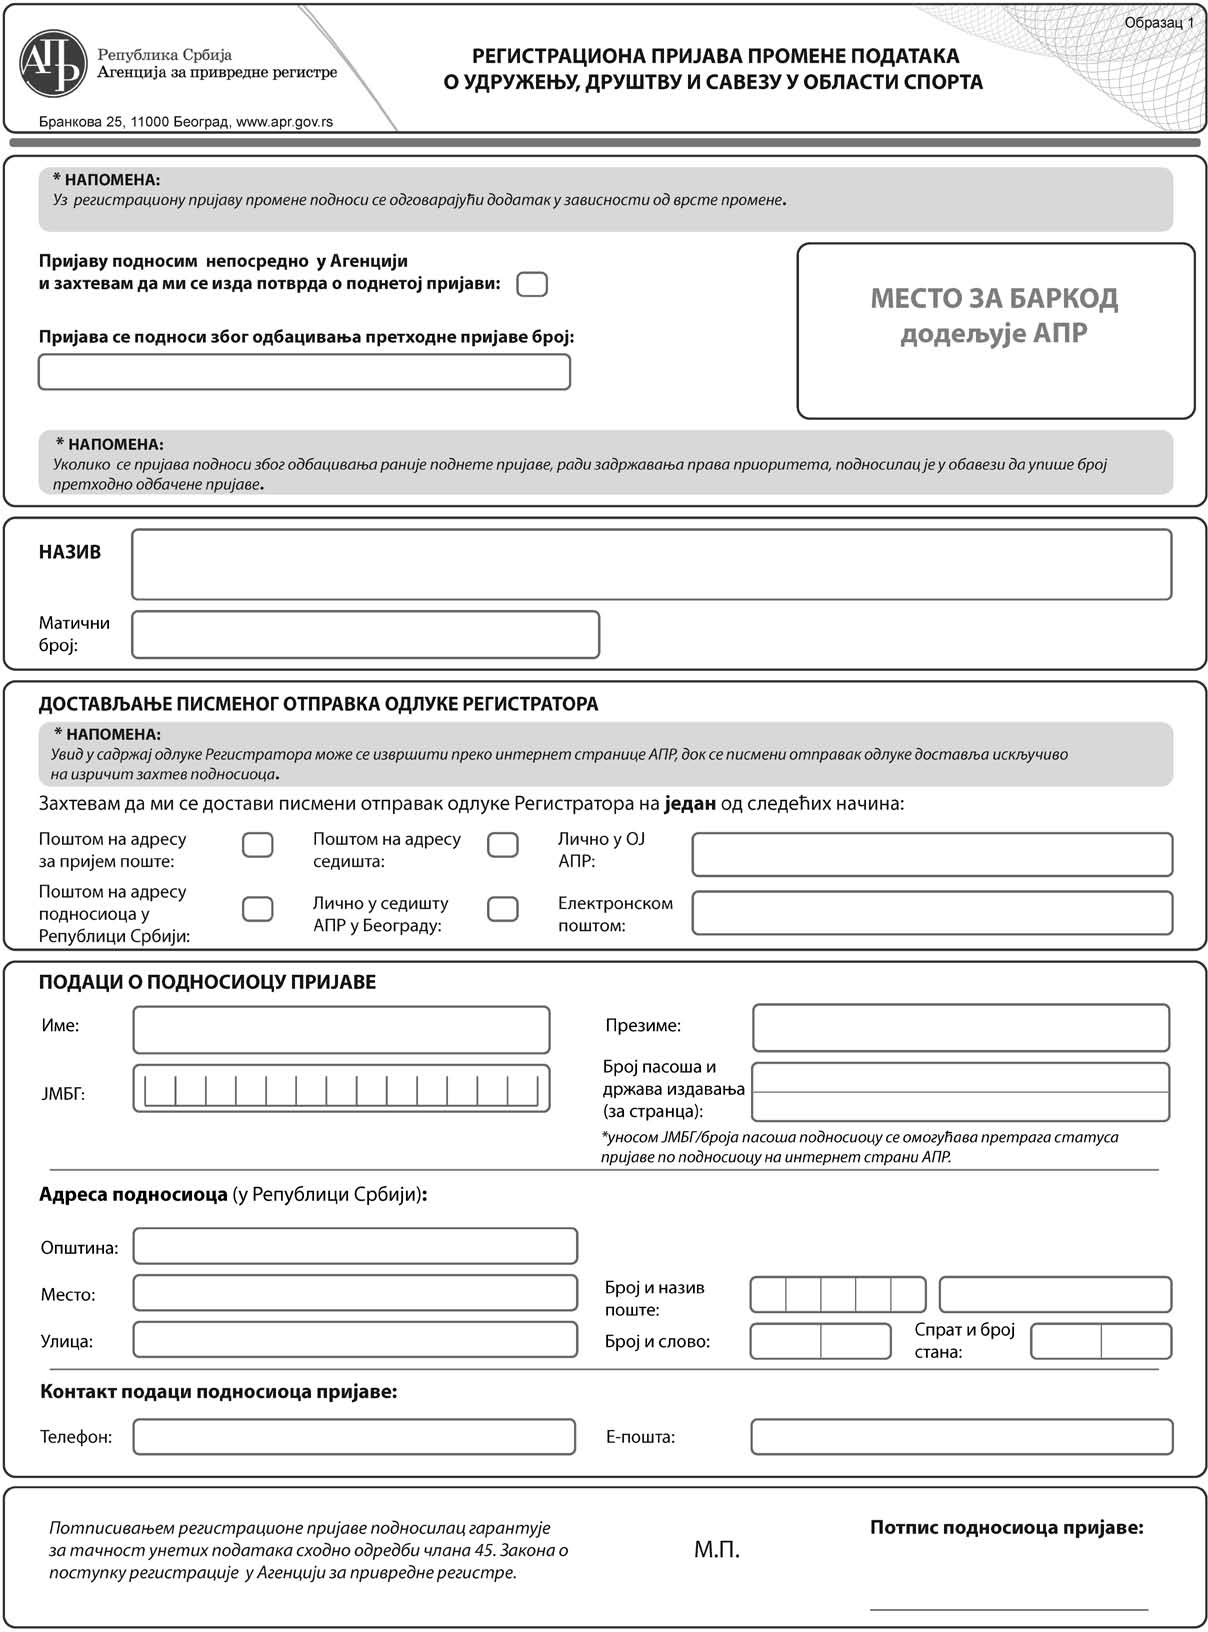 Образац 1
АПР
Република Србија
Агенција за привредне регистре
Бранкова 25, 11000 Београд, www.apr.gov.rs
РЕГИСТРАЦИОНА ПРИЈАВА ПРОМЕНЕ ПОДАТАКА
О УДРУЖЕЊУ, ДРУШТВУ И САВЕЗУ У ОБЛАСТИ СПОРТА
* НАПОМЕНА:
Уз регистрациону пријаву промене подноси се одговарајући додатак у зависности од врсте промене.
Пријаву подносим непосредно у Агенцији
и захтевам да ми се изда потврда о поднетој пријави:
МЕСТО ЗА БАРКОД
додељује АПР
Пријава се подноси због одбацивања претходне пријаве број:
* НАПОМЕНА:
Уколико се пријава подноси због одбацивања раније поднете пријаве, ради задржавања права приоритета, подносилац је у обавези да упише број
претходно одбачене пријаве.
НАЗИВ
Матични
број:
ДОСТАВЉАЊЕ ПИСМЕНОГ ОТПРАВКА ОДЛУКЕ РЕГИСТРАТОРА
* НАПОМЕНА:
Увид у садржај одлуке Регистратора може се извршити преко интернет странице АПР, док се писмени отправак одлуке доставља искључиво
на изричит захтев подносиоца.
Захтевам да ми се достави писмени отправак одлуке Регистратора на један од следећих начина:
Поштом на адресу
за пријем поште:
Поштом на адресу
седишта:
Лично у ОЈ
АПР:
Поштом на адресу
подносиоца у
Републици Србији:
Лично у седишту
АПР у Београду:
Електронском
поштом:
ПОДАЦИ О ПОДНОСИОЦУ ПРИЈАВЕ
Име:
Презиме:
ЈМБГ:
Број пасоша и
држава издавања
(за странца):
*уносом ЈМБГ/броја пасоша подносиоцу се омогућава претрага статуса
пријаве по подносиоцу на интернет страни АПР.
Адреса подносиоца (у Републици Србији):
Општина:
Место:
Број и назив
поште:
Улица:
Број и слово:
Спрат и број
стана:
Контакт подаци подносиоца пријаве:
Телефон:
Е-пошта:
Потписивањем регистрационе пријаве подносилац гарантује
за тачност унетих података сходно одредби члана 45. Закона о
поступку регистрације у Агенцији за привредне регистре.
М.П.
Потпис подносиоца пријаве: